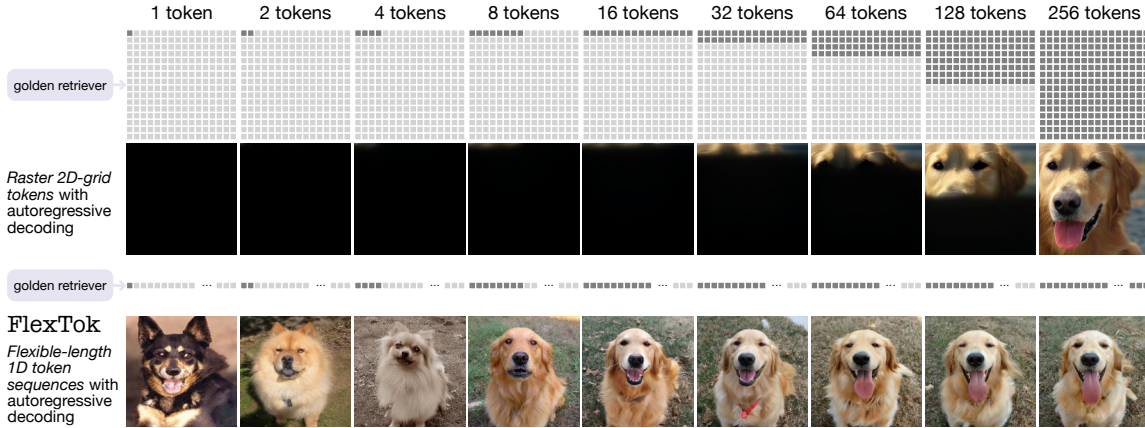 1 token 2 tokens 4 tokens 8 tokens 16 tokens 32 tokens 64 tokens 128 tokens 256 tokens
golden retriever
Raster 2D-grid
tokens with
autoregressive
decoding
golden retriever
... ... ... ... ... ... ... ... ...
FlexTok
Flexible-length
1D token
sequences with
autoregressive
decoding